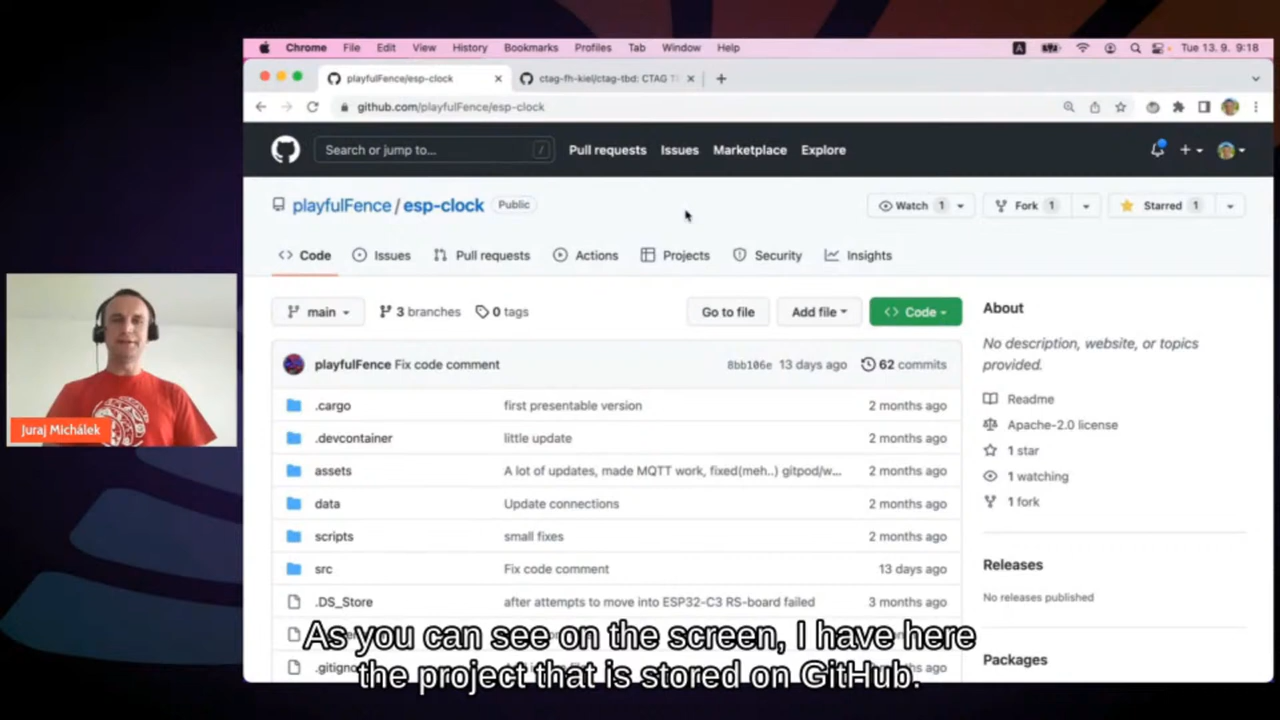 Chrome File Edit View History Bookmarks Profiles Tab Window Help A Tue 13. 9. 9:18
playfulFence/esp-clock ctag-fh-kiel/ctag-tbd: CTAG T
github.com/playfulFence/esp-clock
Search or jump to... / Pull requests Issues Marketplace Explore
playfulFence / esp-clock Public Watch 1 Fork 1 Starred 1
Code Issues Pull requests Actions Projects Security Insights
main 3 branches 0 tags Go to file Add file Code
playfulFence Fix code comment 8bb106e 13 days ago 62 commits
.cargo first presentable version 2 months ago
.devcontainer little update 2 months ago
assets A lot of updates, made MQTT work, fixed(meh..) gitpod/w... 2 months ago
data Update connections 2 months ago
scripts small fixes 2 months ago
src Fix code comment 13 days ago
.DS_Store after attempts to move into ESP32-C3 RS-board failed 3 months ago
.gitign
About
No description, website, or topics
provided.
Readme
Apache-2.0 license
1 star
1 watching
1 fork
Releases
No releases published
Packages
Juraj Michálek
As you can see on the screen, I have here
the project that is stored on GitHub.